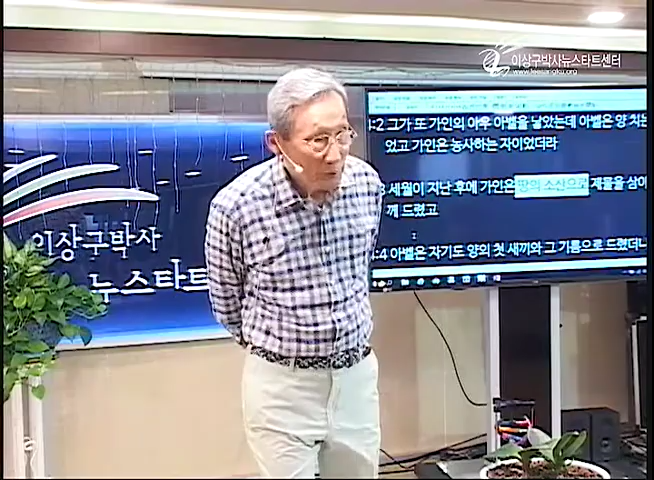 이상구박사뉴스타트센터
www.leesangku.org
:2 그가 또 가인의 아우 아벨을 낳았는데 아벨은 양 치는
었고 가인은 농사하는 자이었더라
3 세월이 지난 후에 가인은 땅의 소산으로 제물을 삼아
께 드렸고
:4 아벨은 자기도 양의 첫 새끼와 그 기름으로 드렸더니
이상구박사
뉴스타트